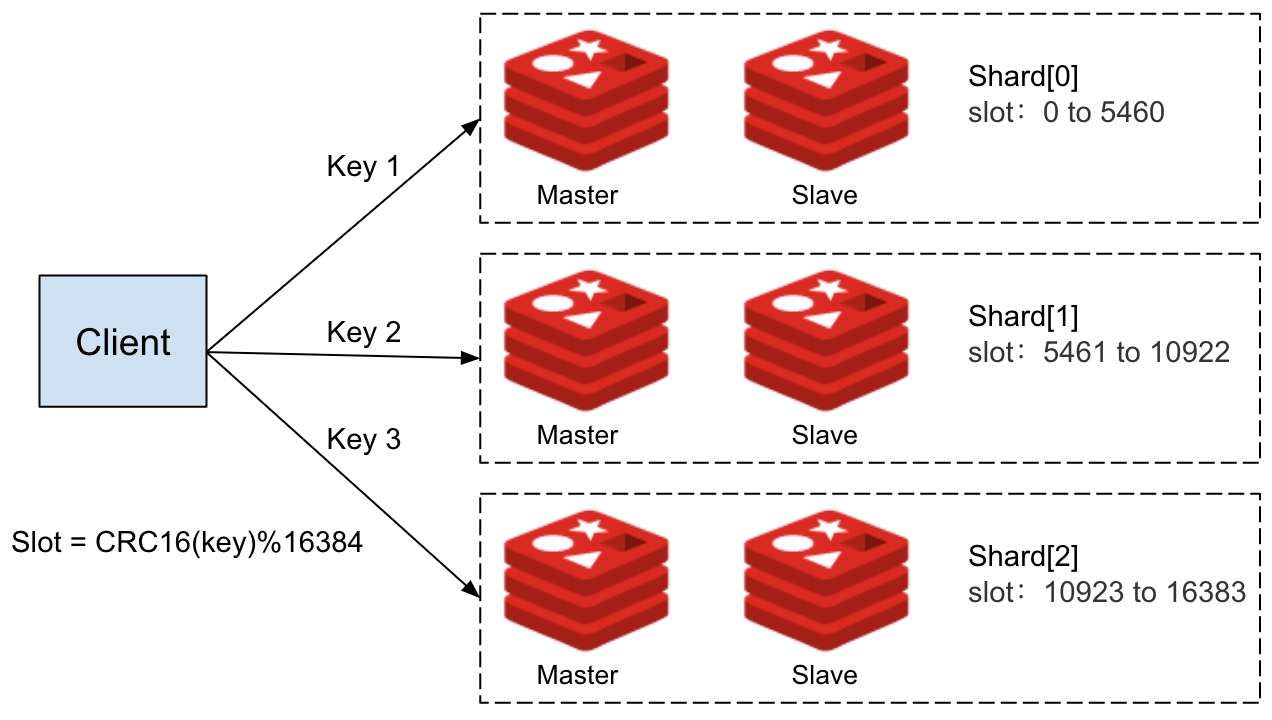 Shard[0]
slot：0 to 5460
Key 1
Master
Slave
Client
Key 2
Shard[1]
slot：5461 to 10922
Master
Slave
Key 3
Slot = CRC16(key)%16384
Shard[2]
slot：10923 to 16383
Master
Slave